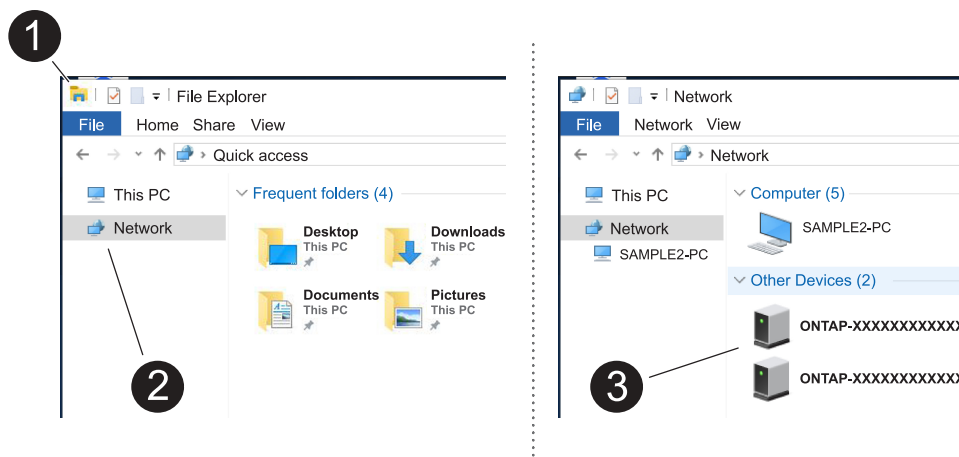 1
File Explorer
File Home Share View
Quick access
This PC
Network
Frequent folders (4)
Desktop
This PC
Downloads
This PC
Documents
This PC
Pictures
This PC
2
Network
File Network View
Network
This PC
Network
SAMPLE2-PC
Computer (5)
SAMPLE2-PC
Other Devices (2)
ONTAP-XXXXXXXXXXXX
ONTAP-XXXXXXXXXXXX
3